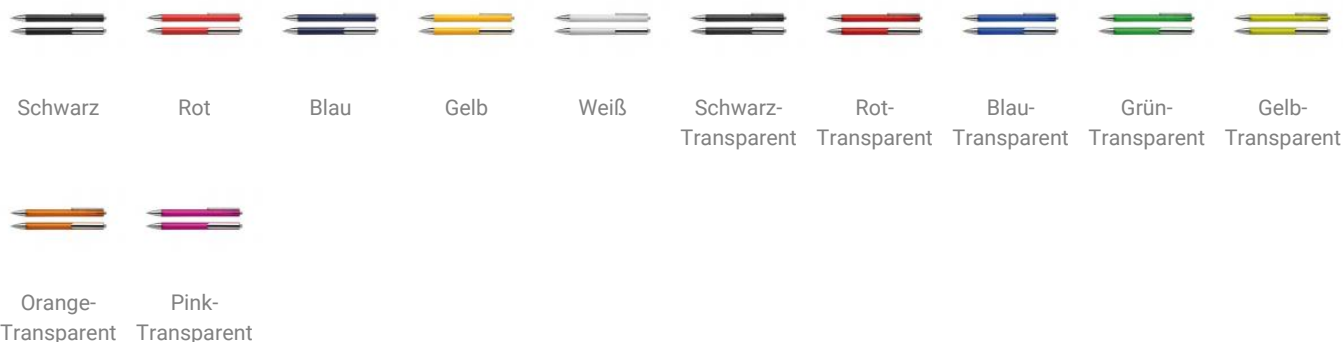 Schwarz
Rot
Blau
Gelb
Weiß
Schwarz-
Transparent
Rot-
Transparent
Blau-
Transparent
Grün-
Transparent
Gelb-
Transparent
Orange-
Transparent
Pink-
Transparent